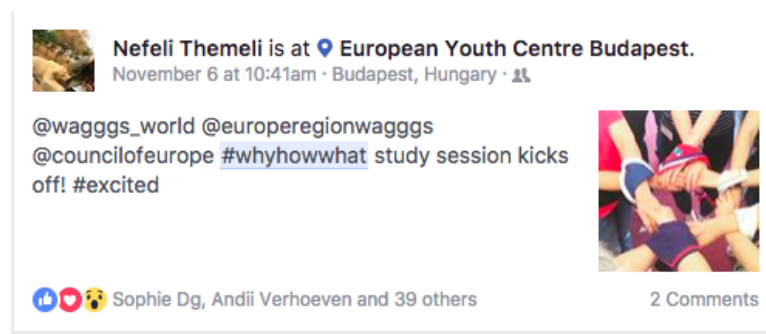 Nefeli Themeli is at European Youth Centre Budapest.
November 6 at 10:41am · Budapest, Hungary ·
@wagggs_world @europeregionwagggs
@councilofeurope #whyhowwhat study session kicks
off! #excited
Sophie Dg, Andii Verhoeven and 39 others
2 Comments